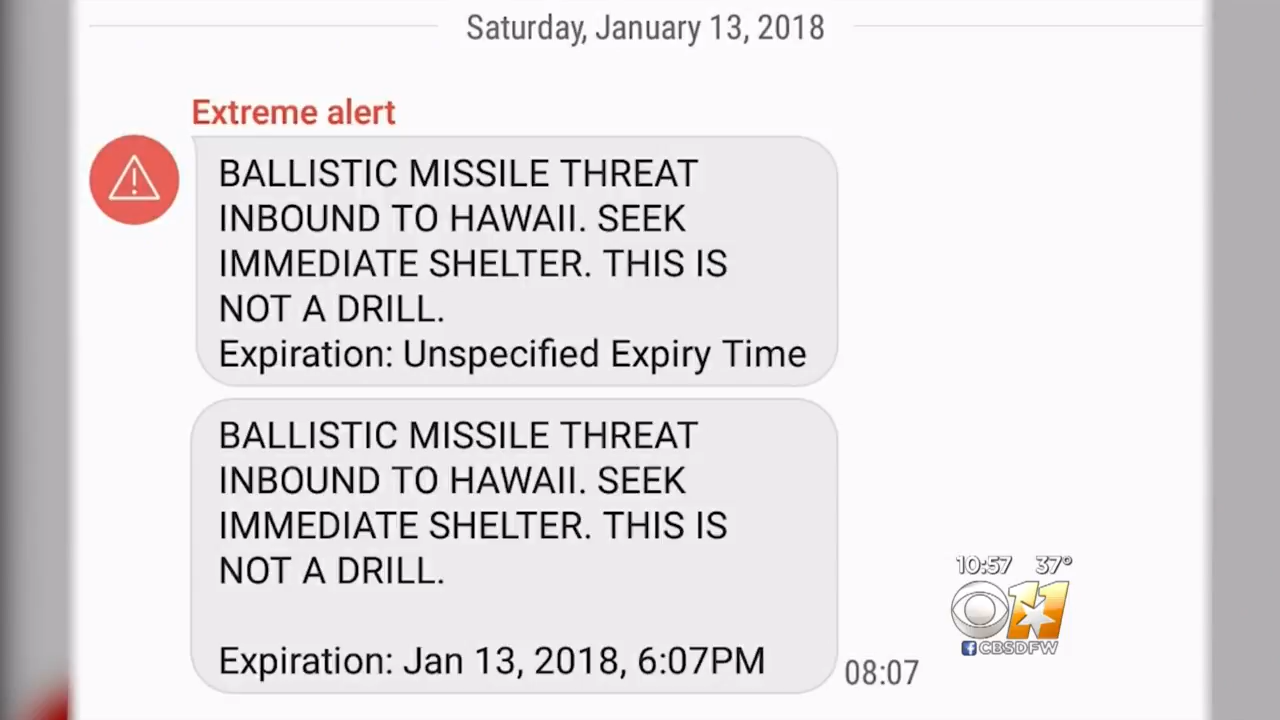 Saturday, January 13, 2018
Extreme alert
BALLISTIC MISSILE THREAT
INBOUND TO HAWAII. SEEK
IMMEDIATE SHELTER. THIS IS
NOT A DRILL.
Expiration: Unspecified Expiry Time
BALLISTIC MISSILE THREAT
INBOUND TO HAWAII. SEEK
IMMEDIATE SHELTER. THIS IS
NOT A DRILL.
Expiration: Jan 13, 2018, 6:07PM
08:07
10:57 37°
11
f CBSDFW